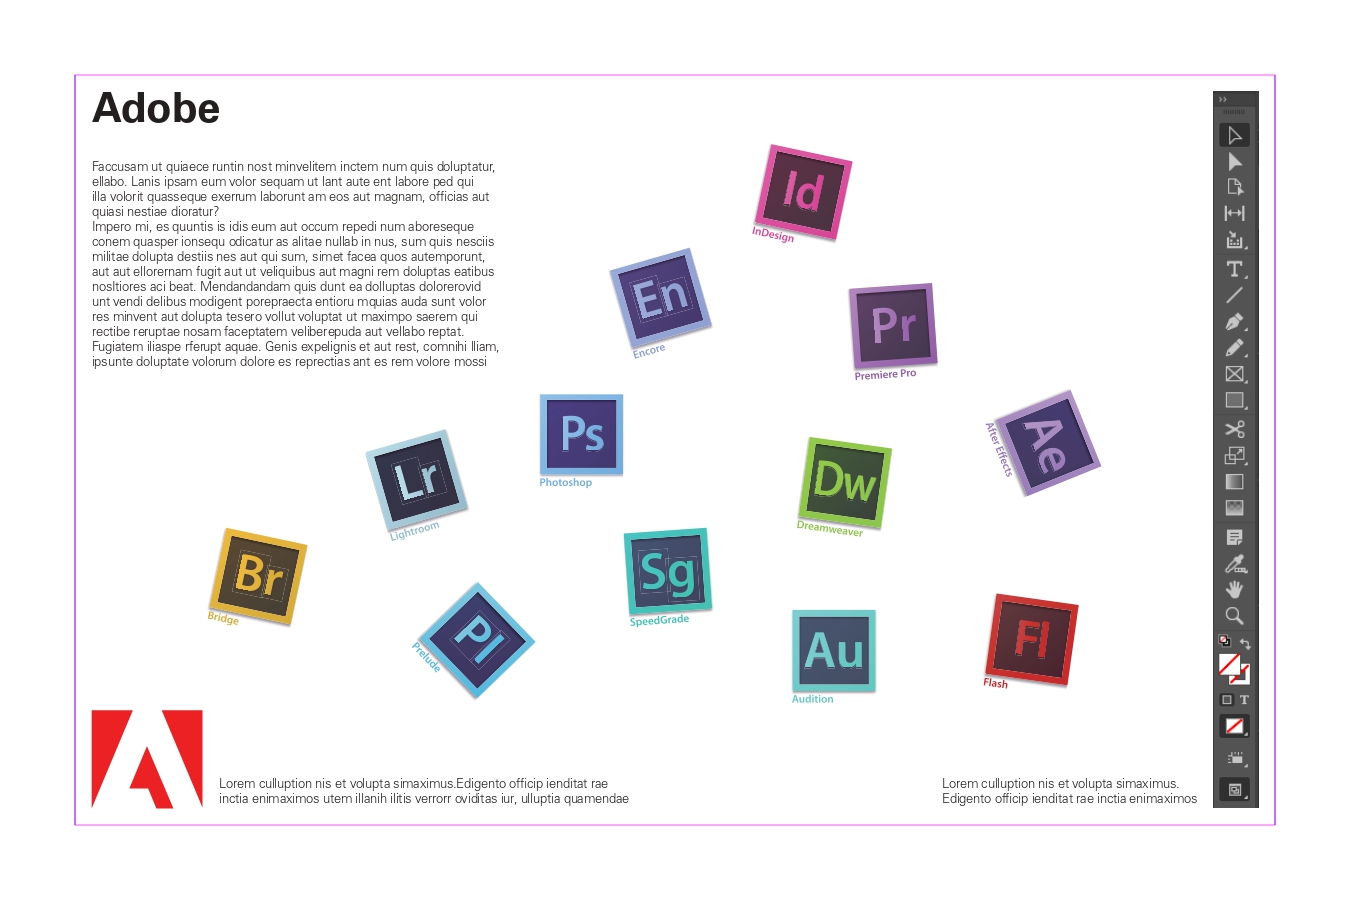 Adobe
Faccusam ut quiaece runtin nost minvelitem inctem num quis doluptatur,
ellabo. Lanis ipsam eum volor sequam ut lant aute ent labore ped qui
illa volorit quasseque exerrum laborunt am eos aut magnam, officias aut
quiasi nestiae dioratur?
Impero mi, es quuntis is idis eum aut occum repedi num aboreseque
conem quasper ionsequ odicatur as alitae nullab in nus, sum quis nesciis
militae dolupta destiis nes aut qui sum, simet facea quos autemporunt,
aut aut ellorernam fugit aut ut veliquibus aut magni rem doluptas eatibus
nosltiores aci beat. Mendandandam quis dunt ea dolluptas dolorerovid
unt vendi delibus modigent porepraecta entioru mquias auda sunt volor
res minvent aut dolupta tesero vollut voluptat ut maximpo saerem qui
rectibe reruptae nosam faceptatem veliberepuda aut vellabo reptat.
Fugiatem iliaspe rferupt aquae. Genis expelignis et aut rest, comnihi lliam,
ipsunte doluptate volorum dolore es reprectias ant es rem volore mossi
Id
InDesign
En
Encore
Pr
Premiere Pro
Ps
Photoshop
Ae
After Effects
Lr
Lightroom
Dw
Dreamweaver
Br
Bridge
Sg
SpeedGrade
Pl
Prelude
Au
Audition
Fl
Flash
T
T
Lorem culluption nis et volupta simaximus.Edigento officip ienditat rae
inctia enimaximos utem illanih ilitis verrorr oviditas iur, ulluptia quamendae
Lorem culluption nis et volupta simaximus.
Edigento officip ienditat rae inctia enimaximos